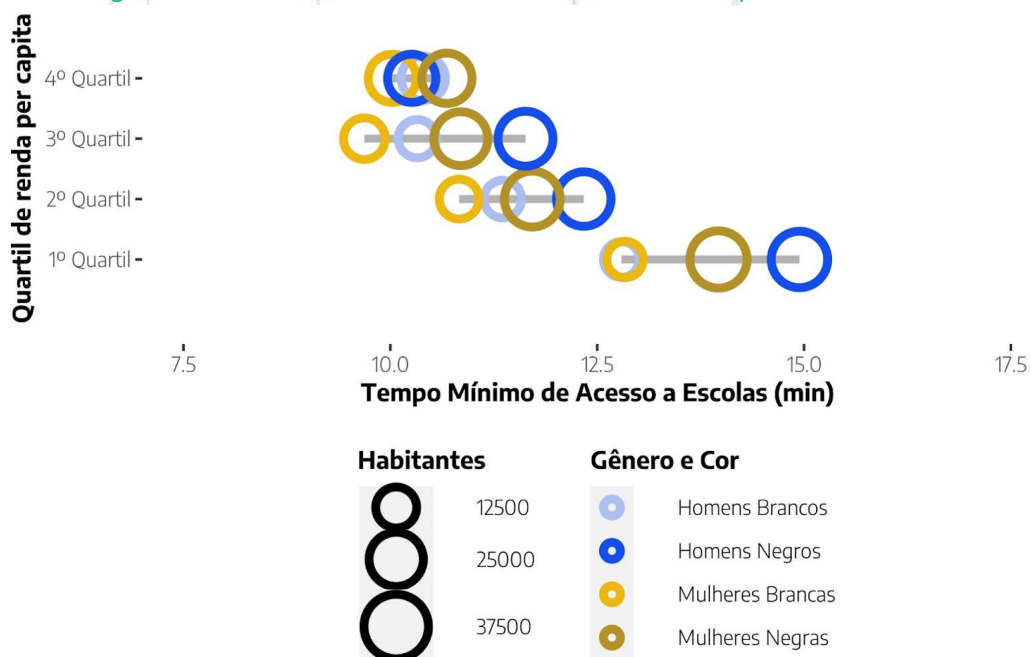 Quartil de renda per capita
4º Quartil
3º Quartil
2º Quartil
1º Quartil
7.5 10.0 12.5 15.0 17.5
Tempo Mínimo de Acesso a Escolas (min)
Habitantes
12500
25000
37500
Gênero e Cor
Homens Brancos
Homens Negros
Mulheres Brancas
Mulheres Negras